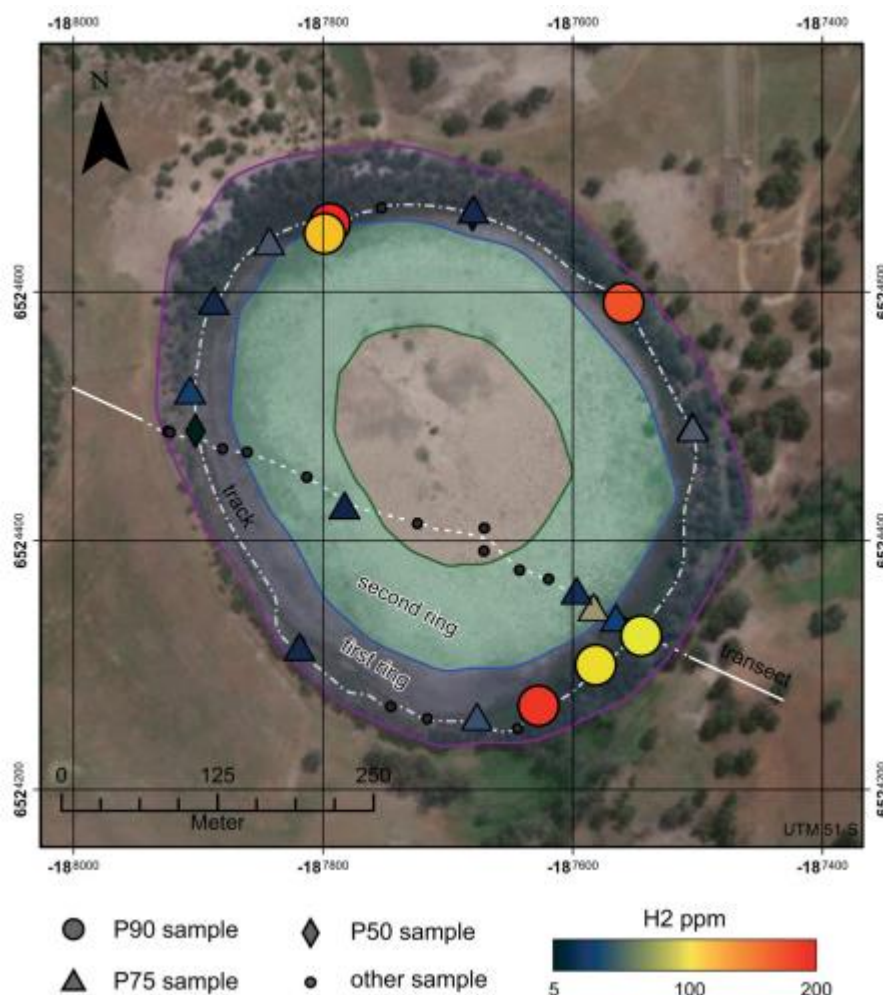 -188000 -187800 -187600 -187400
N
6524600 6524600
track
6524400 6524400
second ring
first ring
transect
0 125 250
Meter
6524200 6524200
UTM 51 S
-188000 -187800 -187600 -187400
H2 ppm
P90 sample P50 sample
P75 sample other sample
5 100 200